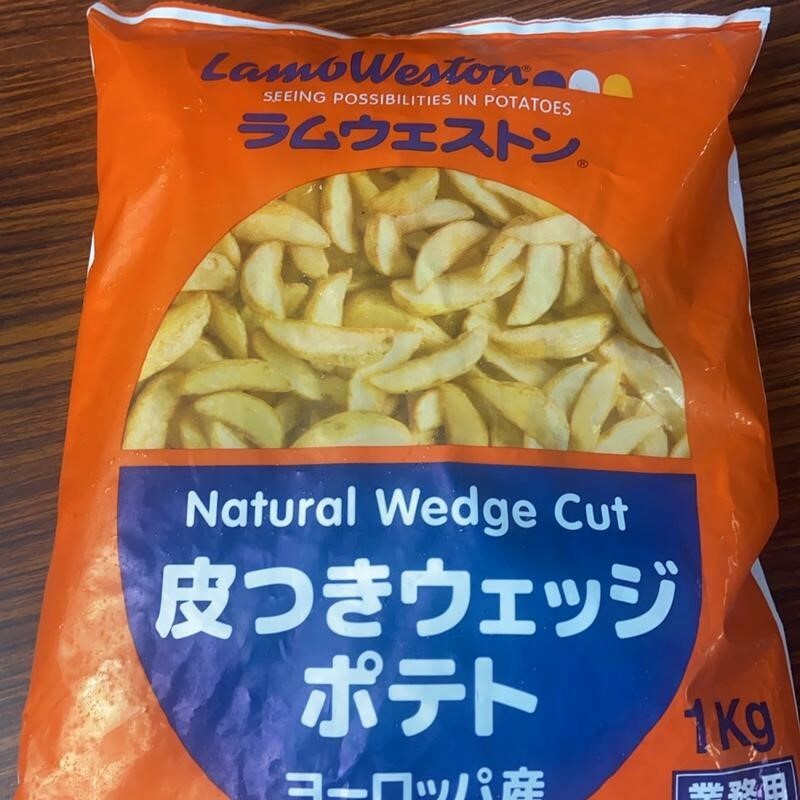 LambWeston®
SEEING POSSIBILITIES IN POTATOES
ラムウェストン®
Natural Wedge Cut
皮つきウェッジ
ポテト
ヨーロッパ産
1Kg
業務用